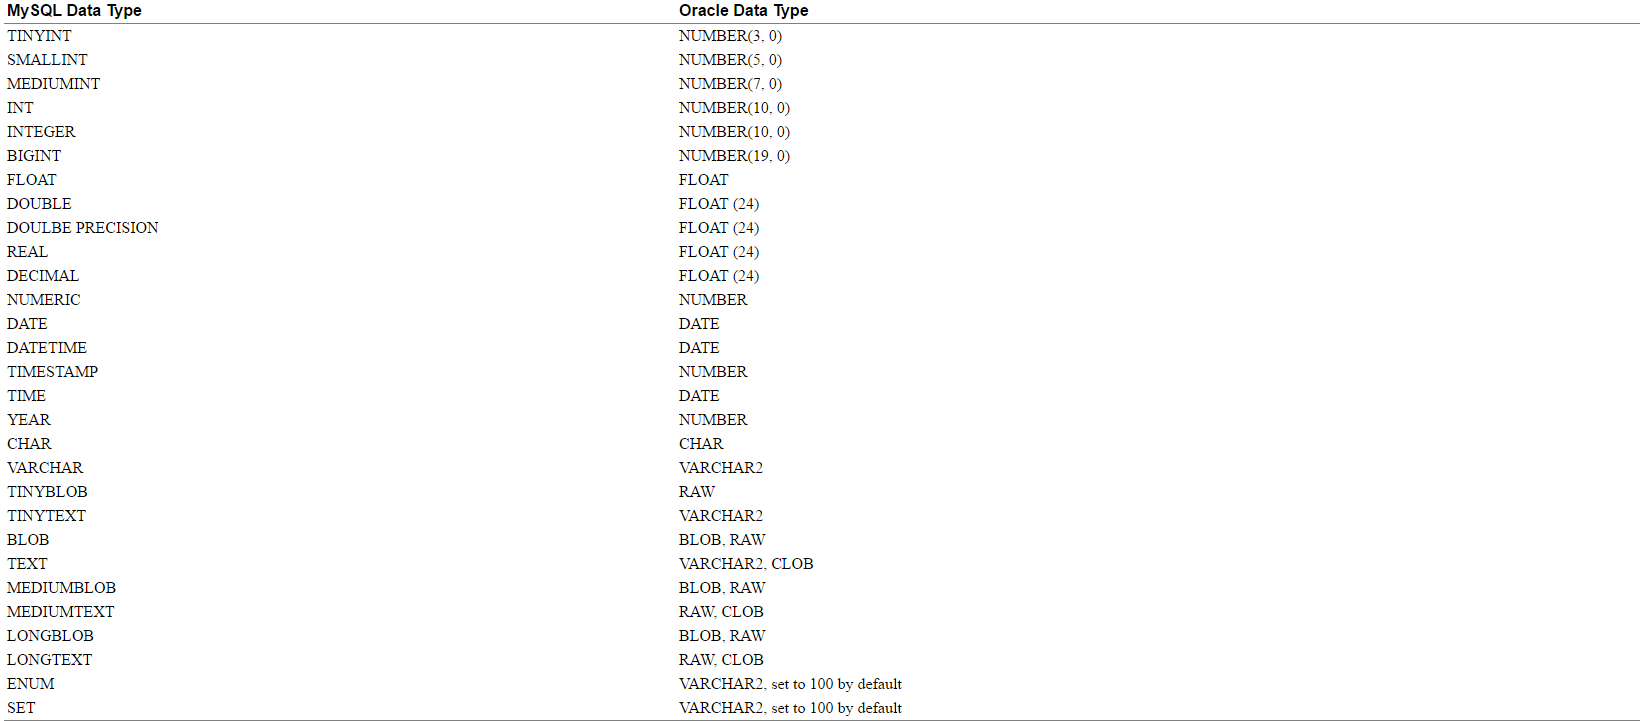 MySQL Data Type Oracle Data Type
TINYINT NUMBER(3, 0)
SMALLINT NUMBER(5, 0)
MEDIUMINT NUMBER(7, 0)
INT NUMBER(10, 0)
INTEGER NUMBER(10, 0)
BIGINT NUMBER(19, 0)
FLOAT FLOAT
DOUBLE FLOAT (24)
DOULBE PRECISION FLOAT (24)
REAL FLOAT (24)
DECIMAL FLOAT (24)
NUMERIC NUMBER
DATE DATE
DATETIME DATE
TIMESTAMP NUMBER
TIME DATE
YEAR NUMBER
CHAR CHAR
VARCHAR VARCHAR2
TINYBLOB RAW
TINYTEXT VARCHAR2
BLOB BLOB, RAW
TEXT VARCHAR2, CLOB
MEDIUMBLOB BLOB, RAW
MEDIUMTEXT RAW, CLOB
LONGBLOB BLOB, RAW
LONGTEXT RAW, CLOB
ENUM VARCHAR2, set to 100 by default
SET VARCHAR2, set to 100 by default